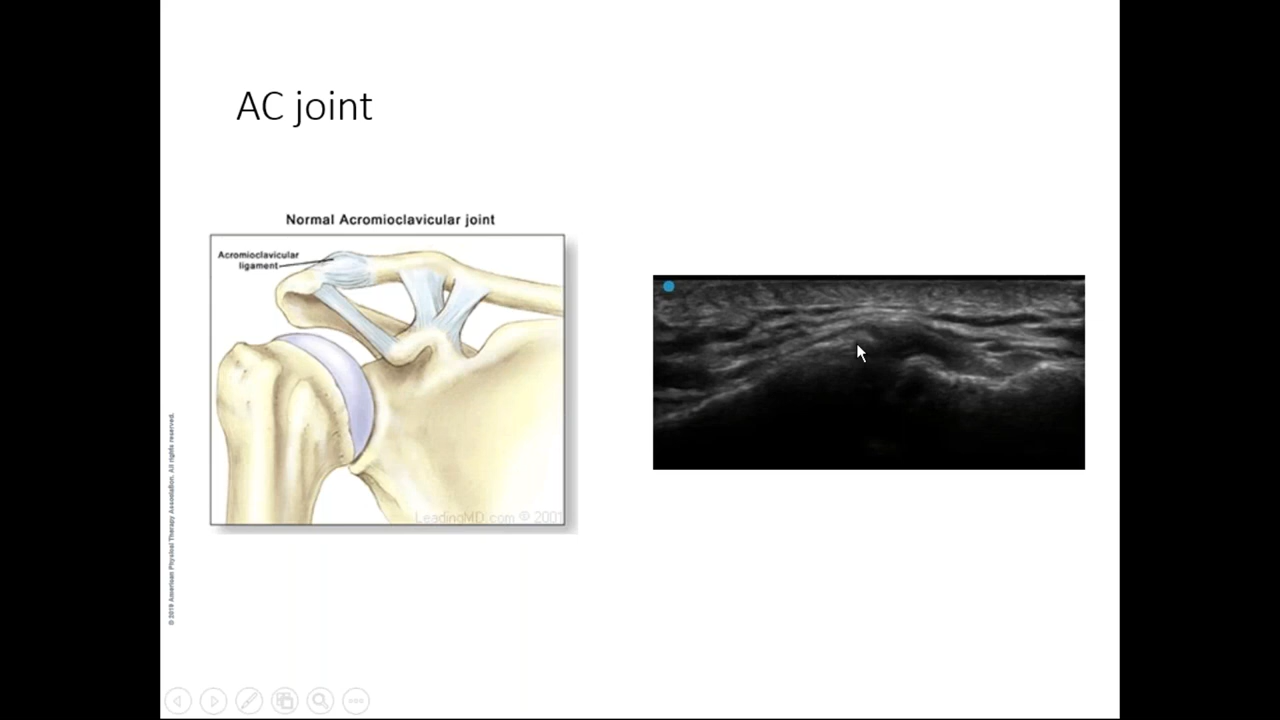 AC joint
Normal Acromioclavicular joint
Acromioclavicular
ligament
LeadingMD.com © 2001
© 2019 American Physical Therapy Association. All rights reserved.